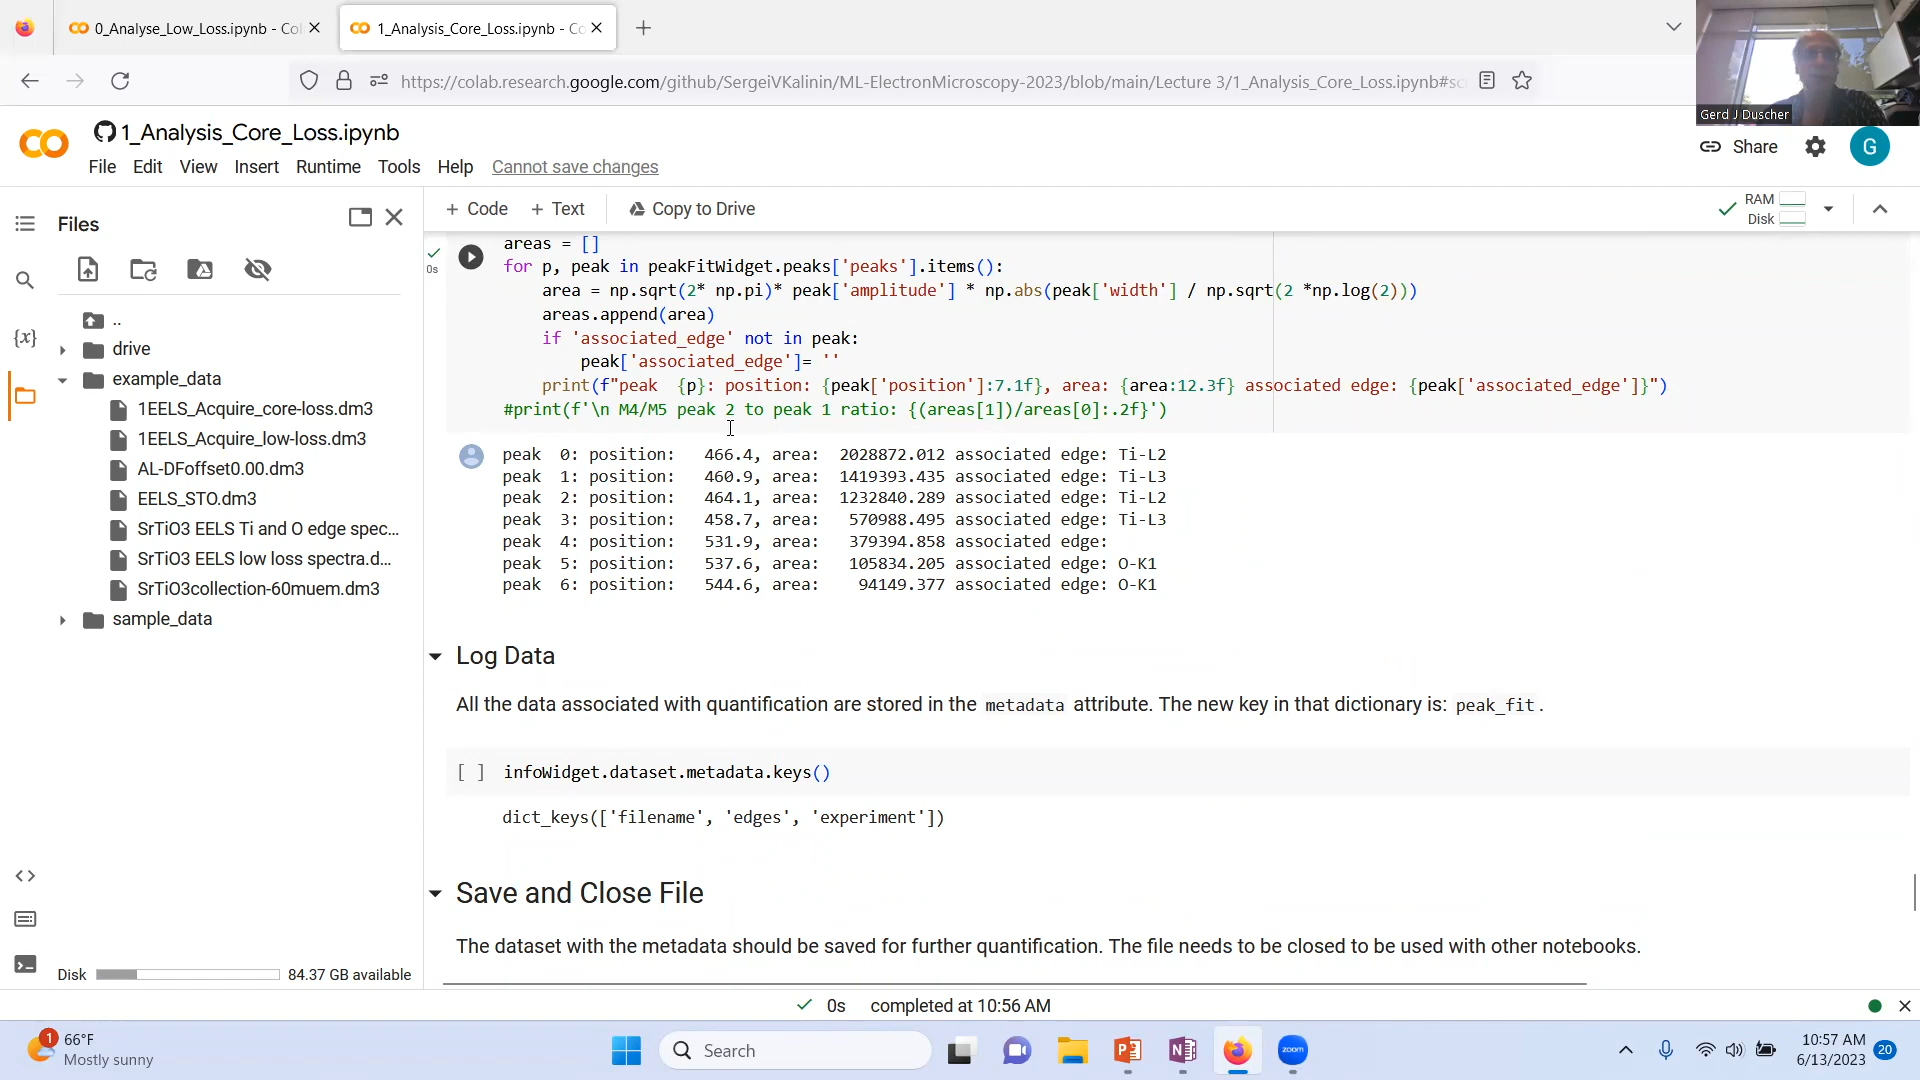 0_Analyse_Low_Loss.ipynb - Col
1_Analysis_Core_Loss.ipynb - Co
https://colab.research.google.com/github/SergeiVKalinin/ML-ElectronMicroscopy-2023/blob/main/Lecture 3/1_Analysis_Core_Loss.ipynb#sc
Gerd J Duscher
1_Analysis_Core_Loss.ipynb
File Edit View Insert Runtime Tools Help Cannot save changes
Share
G
Files
+ Code + Text Copy to Drive
RAM
Disk
areas = []
0s
for p, peak in peakFitWidget.peaks['peaks'].items():
area = np.sqrt(2* np.pi)* peak['amplitude'] * np.abs(peak['width'] / np.sqrt(2 *np.log(2)))
areas.append(area)
if 'associated_edge' not in peak:
peak['associated_edge']= ''
print(f"peak  {p}: position: {peak['position']:7.1f}, area: {area:12.3f} associated edge: {peak['associated_edge']}")
#print(f'\n M4/M5 peak 2 to peak 1 ratio: {(areas[1])/areas[0]:.2f}')
..
drive
example_data
1EELS_Acquire_core-loss.dm3
1EELS_Acquire_low-loss.dm3
AL-DFoffset0.00.dm3
EELS_STO.dm3
SrTiO3 EELS Ti and O edge spec...
SrTiO3 EELS low loss spectra.d...
SrTiO3collection-60muem.dm3
sample_data
{x}
peak  0: position:   466.4, area:  2028872.012 associated edge: Ti-L2
peak  1: position:   460.9, area:  1419393.435 associated edge: Ti-L3
peak  2: position:   464.1, area:  1232840.289 associated edge: Ti-L2
peak  3: position:   458.7, area:   570988.495 associated edge: Ti-L3
peak  4: position:   531.9, area:   379394.858 associated edge:
peak  5: position:   537.6, area:   105834.205 associated edge: O-K1
peak  6: position:   544.6, area:    94149.377 associated edge: O-K1
Log Data
All the data associated with quantification are stored in the metadata attribute. The new key in that dictionary is: peak_fit.
[ ] infoWidget.dataset.metadata.keys()
dict_keys(['filename', 'edges', 'experiment'])
Save and Close File
The dataset with the metadata should be saved for further quantification. The file needs to be closed to be used with other notebooks.
Disk 84.37 GB available
0s completed at 10:56 AM
1
66°F
Mostly sunny
Search
zoom
10:57 AM
6/13/2023
20